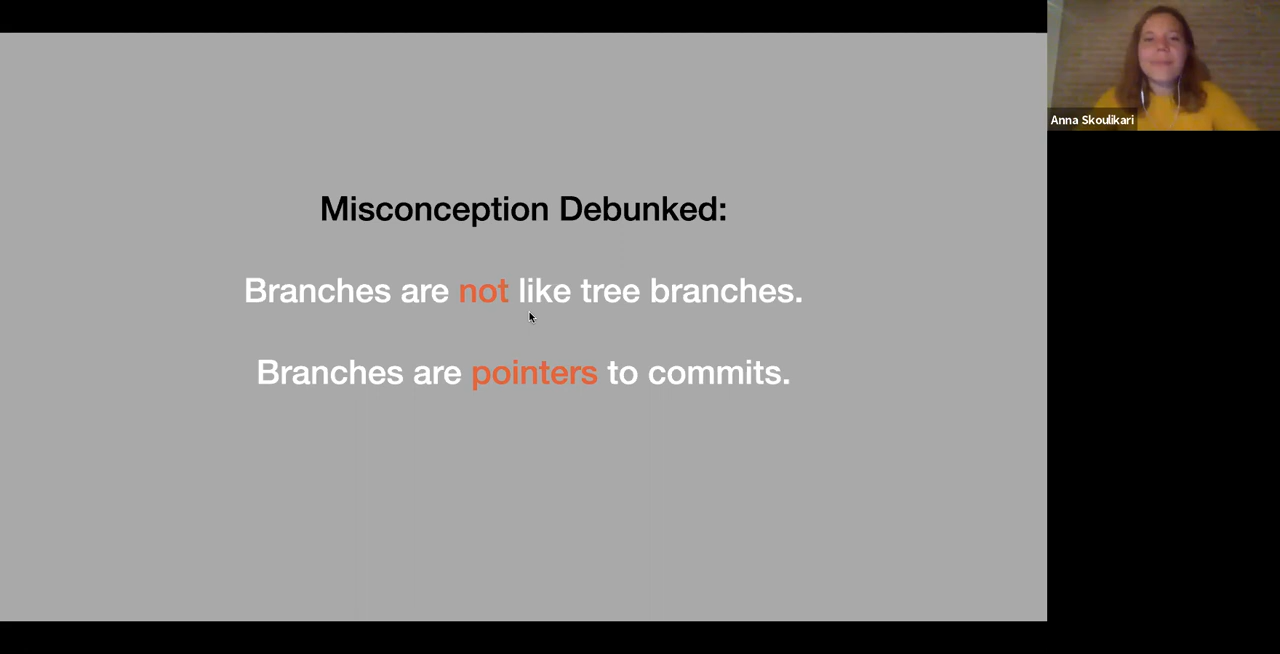 Misconception Debunked:
Branches are not like tree branches.
Branches are pointers to commits.
Anna Skoulikari